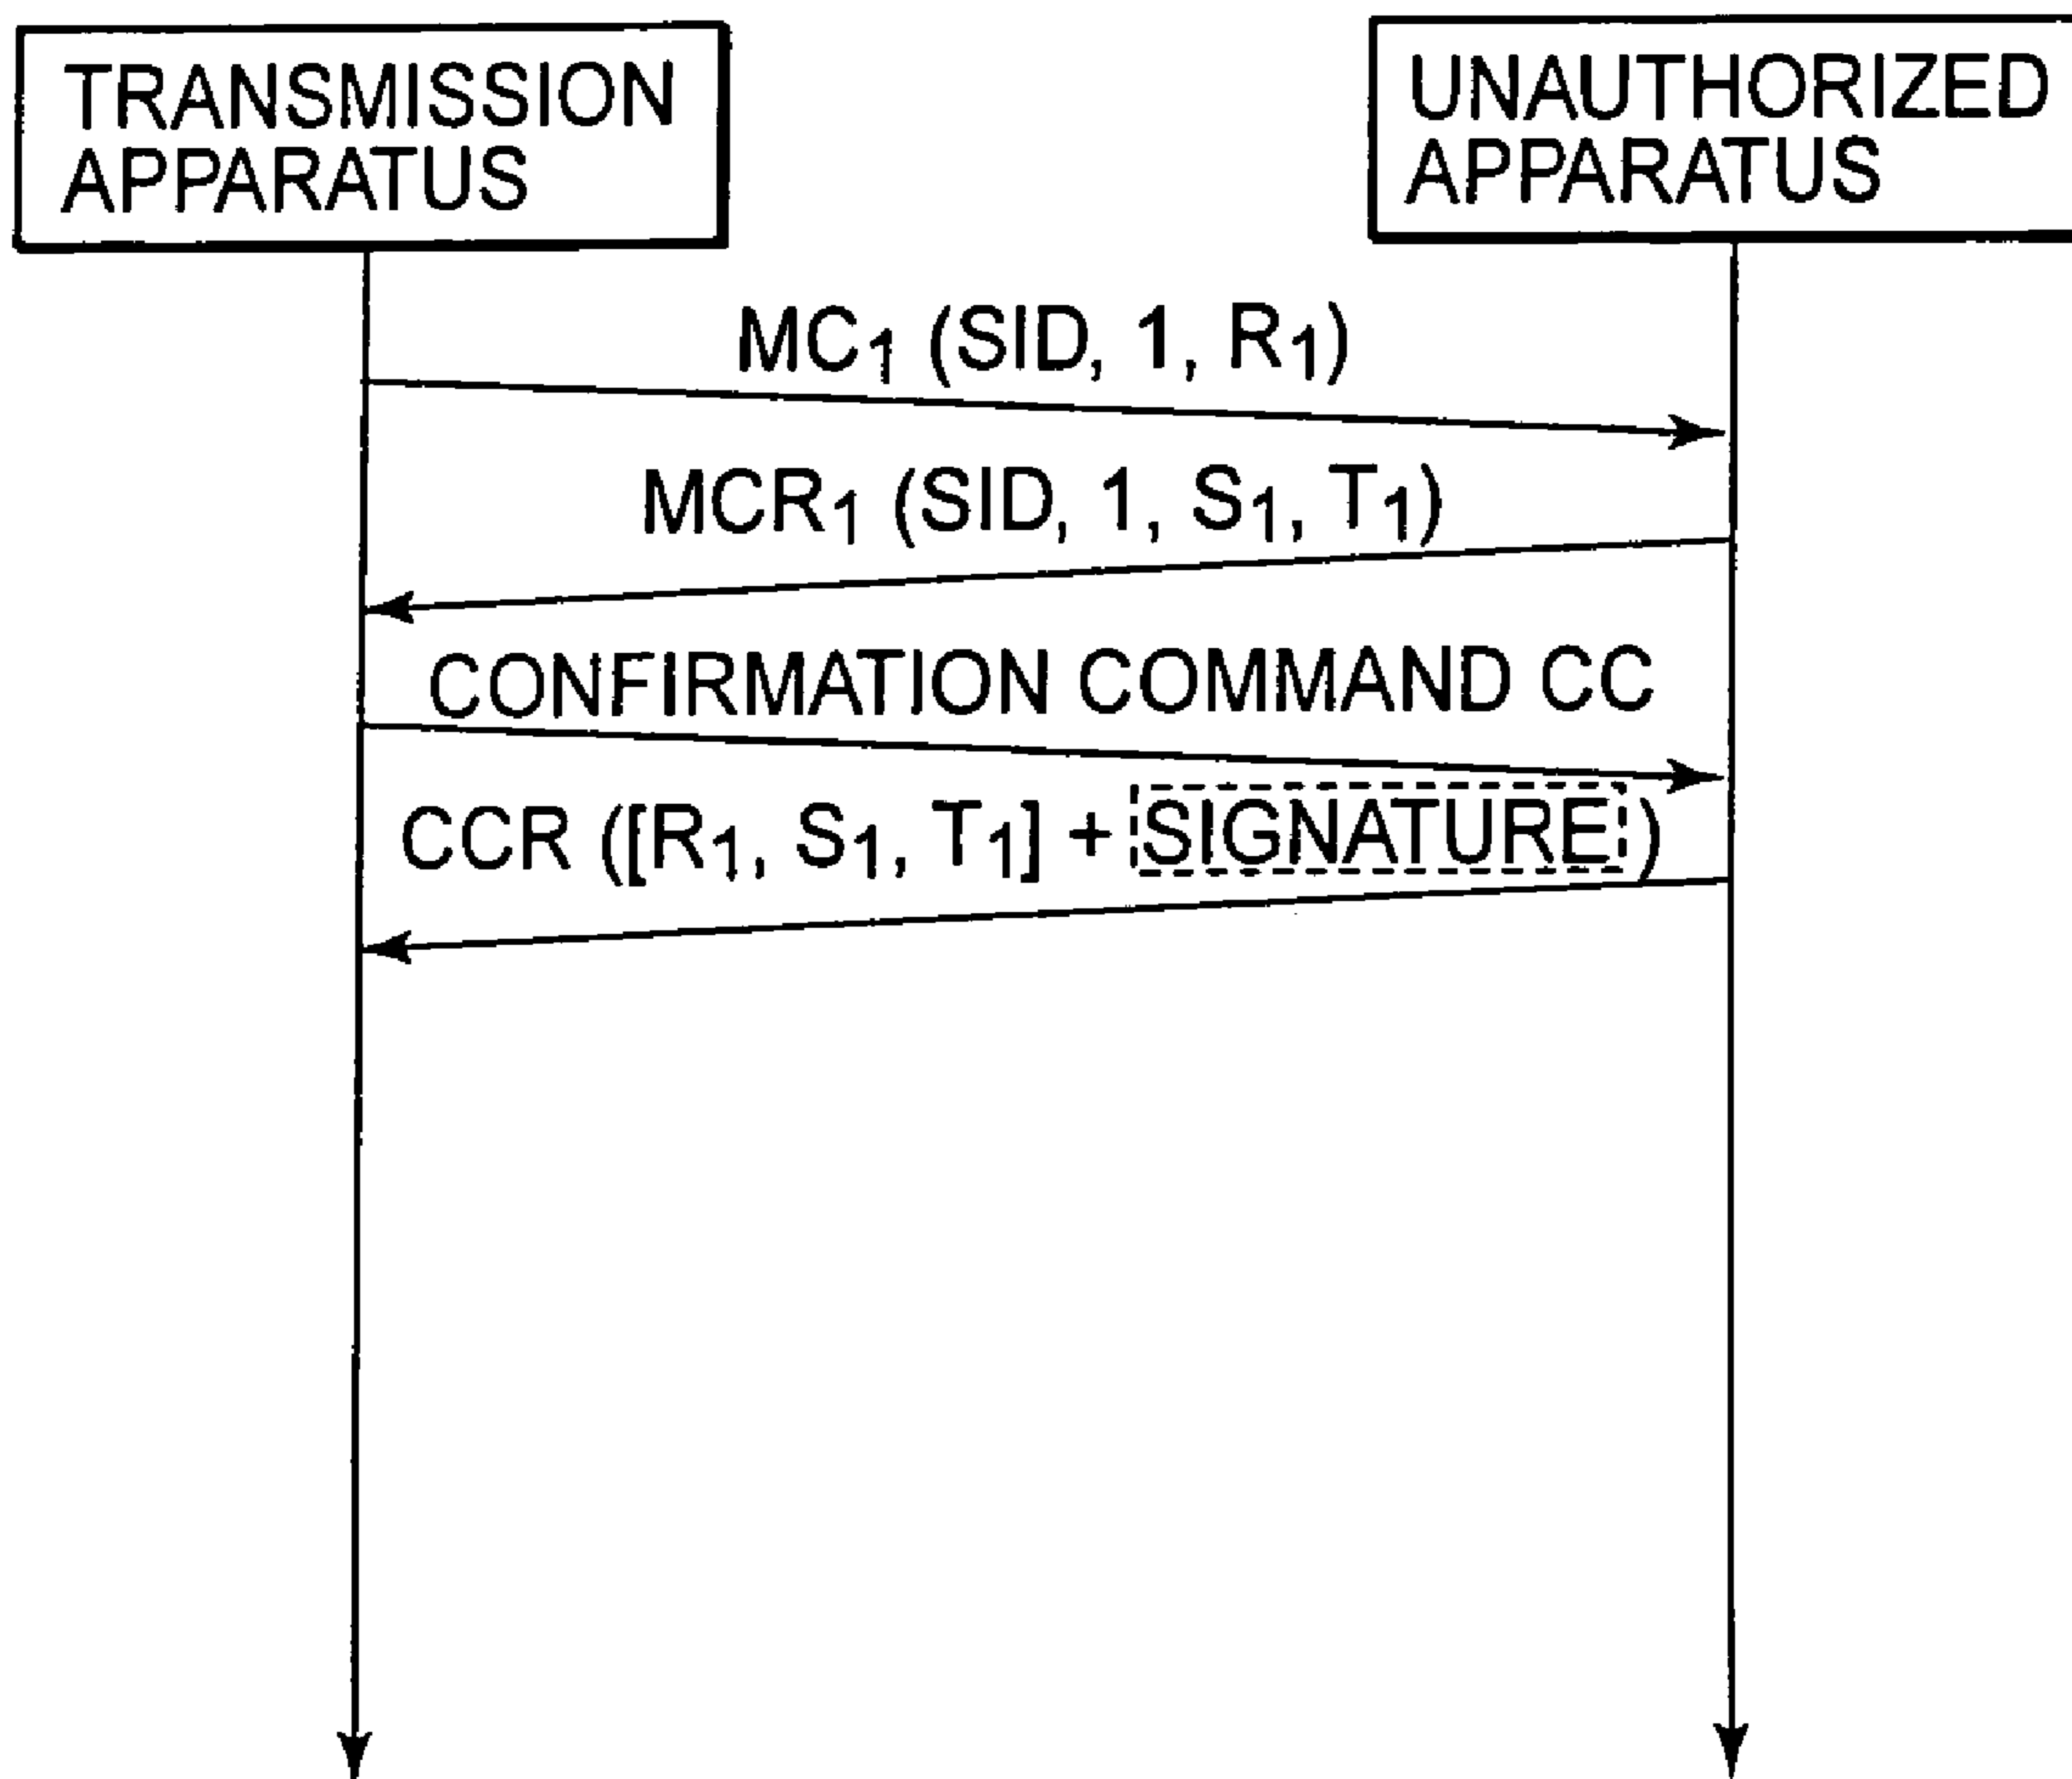 TRANSMISSION
APPARATUS
UNAUTHORIZED
APPARATUS
MC1 (SID, 1, R1)
MCR1 (SID, 1, S1, T1)
CONFIRMATION COMMAND CC
CCR ([R1, S1, T1] + SIGNATURE)